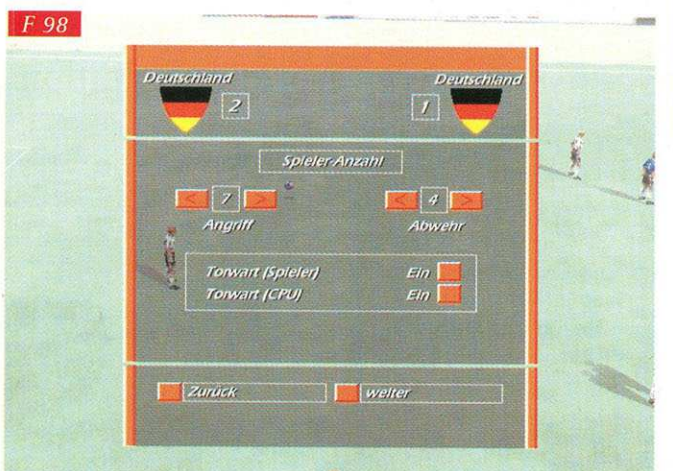 F 98
Deutschland Deutschland
2 1
Spieler-Anzahl
< 7 > < 4 >
Angriff Abwehr
Torwart (Spieler) Ein
Torwart (CPU) Ein
Zurück weiter